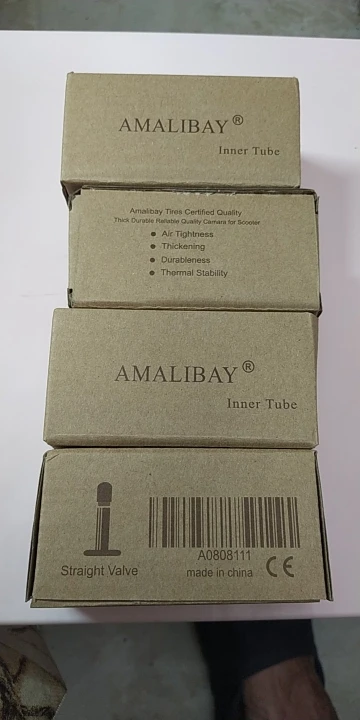 AMALIBAY®
Inner Tube
Amalibay Tires Certified Quality
Thick Durable Reliable Quality Camara for Scooter
● Air Tightness
● Thickening
● Durableness
● Thermal Stability
AMALIBAY®
Inner Tube
A0808111
Straight Valve
made in china CE